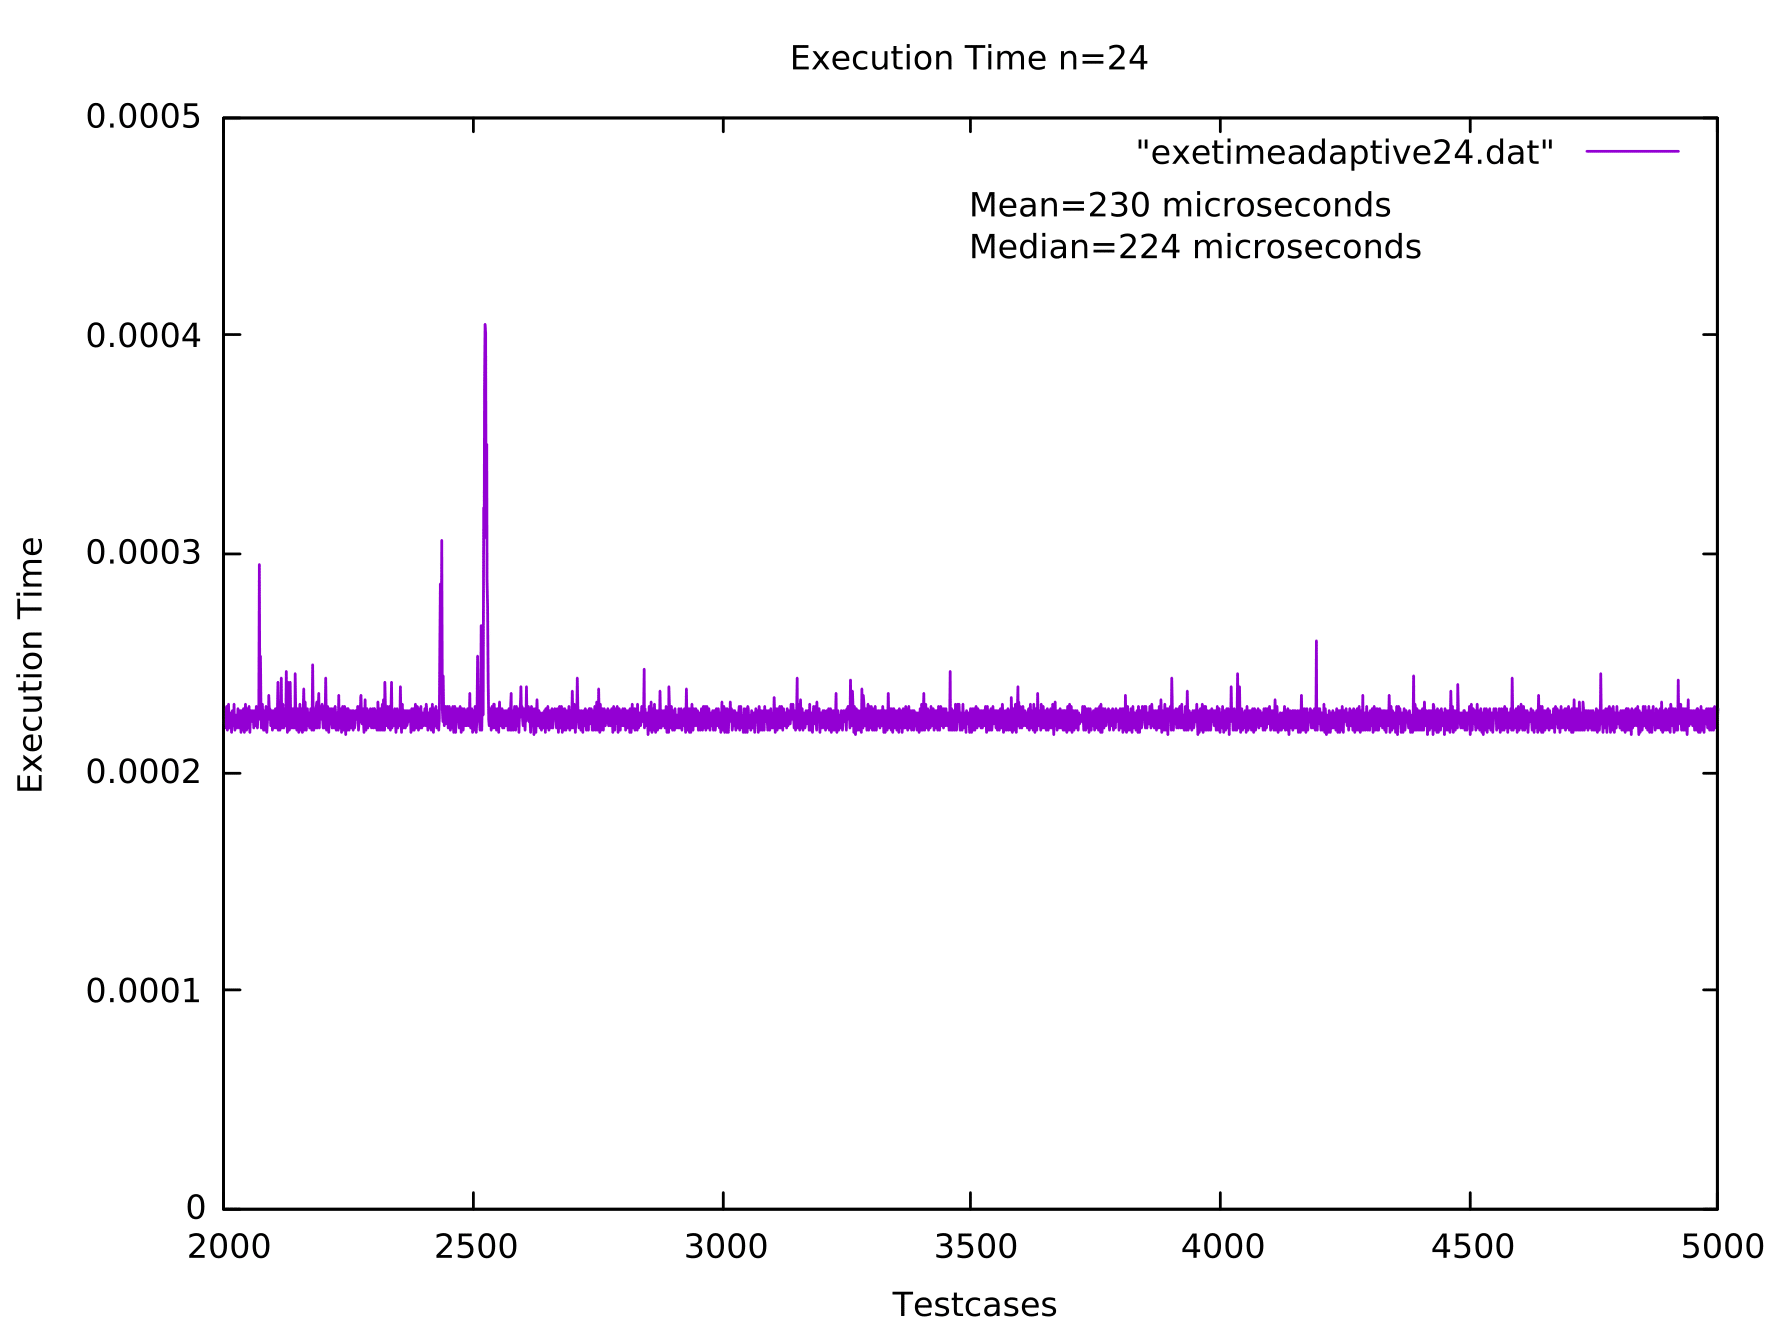 Execution Time n=24
"exetimeadaptive24.dat"
Mean=230 microseconds
Median=224 microseconds
Execution Time
0.0005
0.0004
0.0003
0.0002
0.0001
0
2000 2500 3000 3500 4000 4500 5000
Testcases